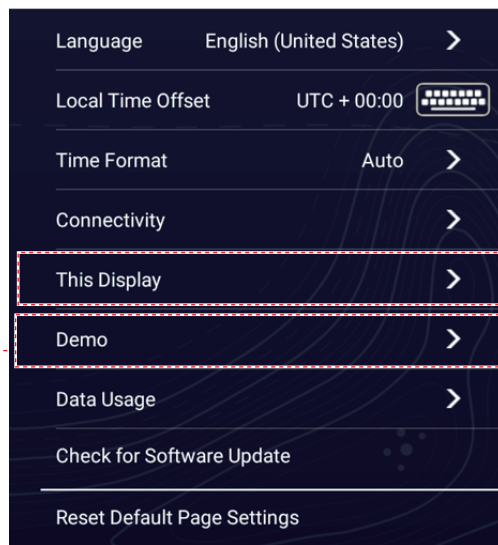 Language English (United States)
Local Time Offset UTC + 00:00
Time Format Auto
Connectivity
This Display
Demo
Data Usage
Check for Software Update
Reset Default Page Settings